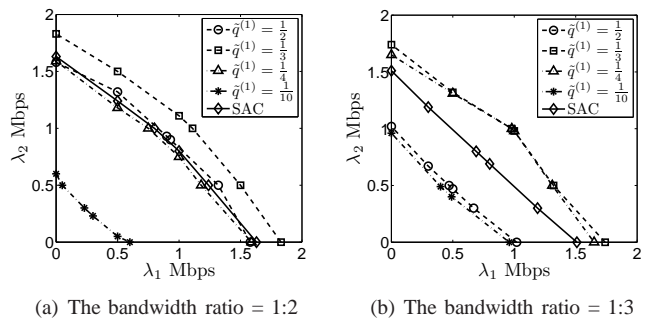 2
1.5
1
0.5
0
0 0.5 1 1.5 2
λ₂ Mbps
λ₁ Mbps
q̃⁽¹⁾ = 1/2
q̃⁽¹⁾ = 1/3
q̃⁽¹⁾ = 1/4
q̃⁽¹⁾ = 1/10
SAC
(a) The bandwidth ratio = 1:2
2
1.5
1
0.5
0
0 0.5 1 1.5 2
λ₂ Mbps
λ₁ Mbps
q̃⁽¹⁾ = 1/2
q̃⁽¹⁾ = 1/3
q̃⁽¹⁾ = 1/4
q̃⁽¹⁾ = 1/10
SAC
(b) The bandwidth ratio = 1:3